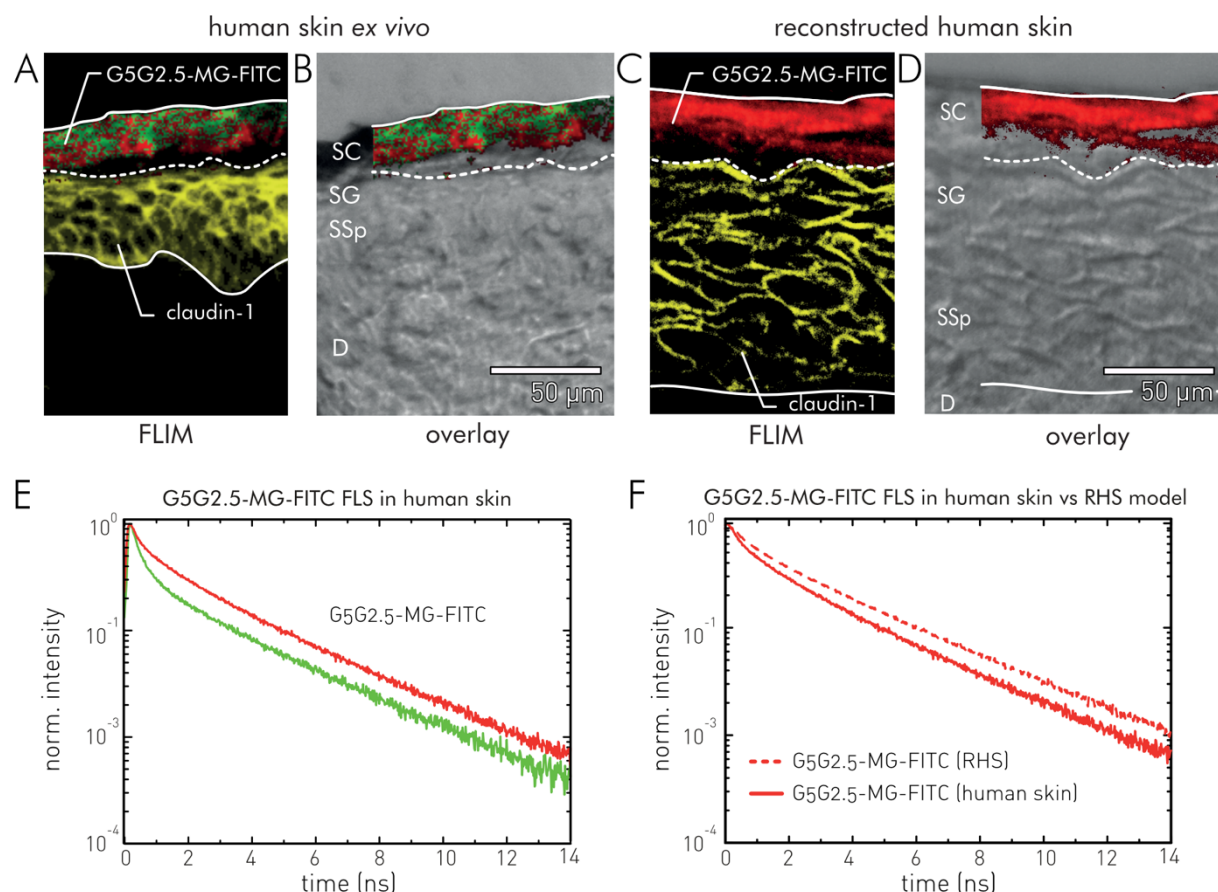 human skin ex vivo
reconstructed human skin
A
G5G2.5-MG-FITC
claudin-1
FLIM
B
SC
SG
SSp
D
50 µm
overlay
C
G5G2.5-MG-FITC
claudin-1
FLIM
D
SC
SG
SSp
D
50 µm
overlay
E
G5G2.5-MG-FITC FLS in human skin
norm. intensity
10^0
10^-1
10^-3
10^-4
G5G2.5-MG-FITC
0 2 4 6 8 10 12 14
time (ns)
F
G5G2.5-MG-FITC FLS in human skin vs RHS model
norm. intensity
10^0
10^-1
10^-3
10^-4
G5G2.5-MG-FITC (RHS)
G5G2.5-MG-FITC (human skin)
0 2 4 6 8 10 12 14
time (ns)